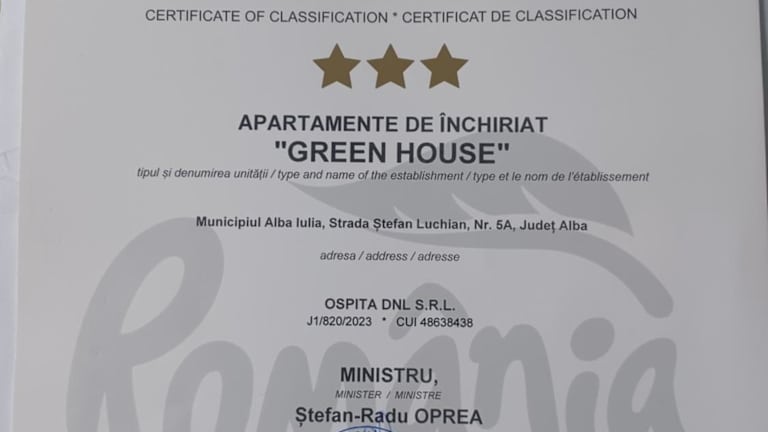 CERTIFICATE OF CLASSIFICATION * CERTIFICAT DE CLASSIFICATION
APARTAMENTE DE ÎNCHIRIAT
"GREEN HOUSE"
tipul și denumirea unității / type and name of the establishment / type et le nom de l'établissement
Municipiul Alba Iulia, Strada Ștefan Luchian, Nr. 5A, Județ Alba
adresa / address / adresse
OSPITA DNL S.R.L.
J1/820/2023 * CUI 48638438
MINISTRU,
MINISTER / MINISTRE
Ștefan-Radu OPREA
România